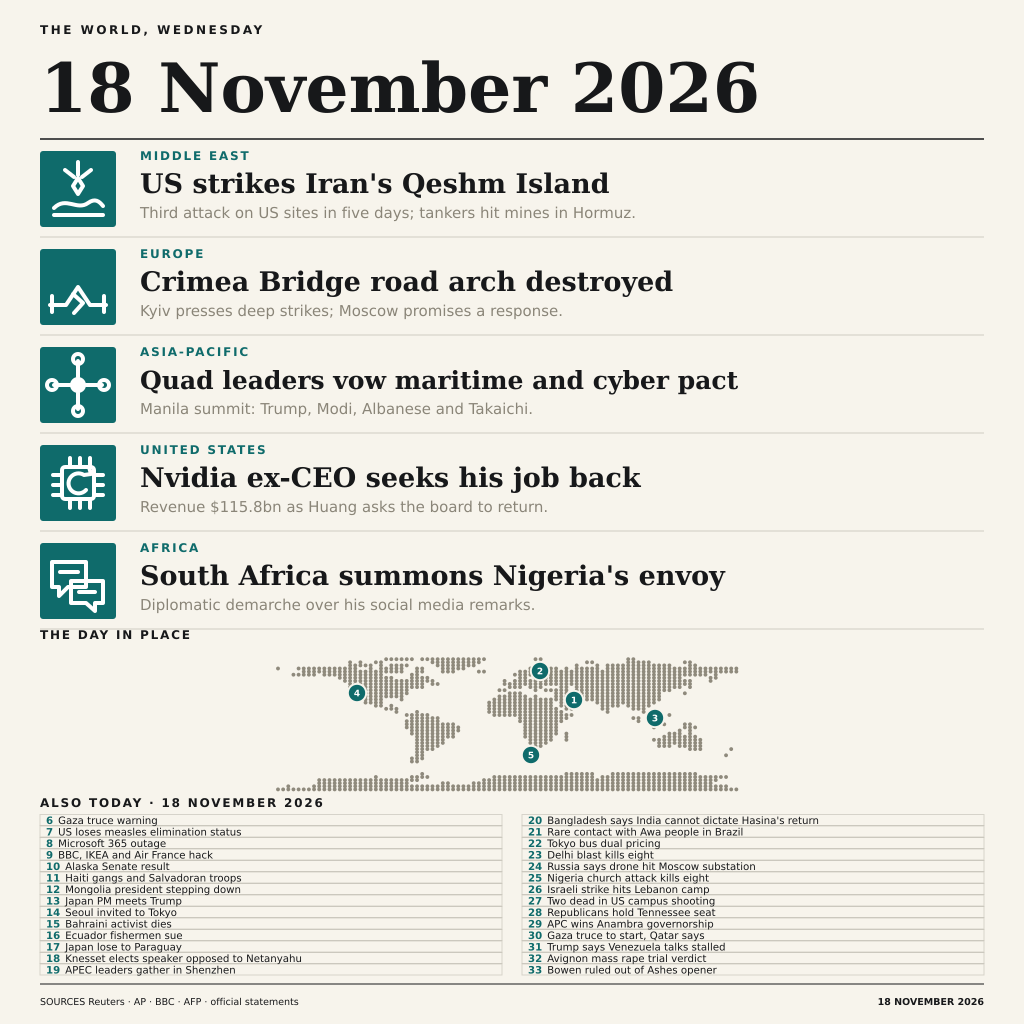 THE WORLD, WEDNESDAY
18 November 2026
MIDDLE EAST
US strikes Iran's Qeshm Island
Third attack on US sites in five days; tankers hit mines in Hormuz.
EUROPE
Crimea Bridge road arch destroyed
Kyiv presses deep strikes; Moscow promises a response.
ASIA-PACIFIC
Quad leaders vow maritime and cyber pact
Manila summit: Trump, Modi, Albanese and Takaichi.
UNITED STATES
Nvidia ex-CEO seeks his job back
Revenue $115.8bn as Huang asks the board to return.
AFRICA
South Africa summons Nigeria's envoy
Diplomatic demarche over his social media remarks.
THE DAY IN PLACE
2
4
1
3
5
ALSO TODAY · 18 NOVEMBER 2026
6 Gaza truce warning
7 US loses measles elimination status
8 Microsoft 365 outage
9 BBC, IKEA and Air France hack
10 Alaska Senate result
11 Haiti gangs and Salvadoran troops
12 Mongolia president stepping down
13 Japan PM meets Trump
14 Seoul invited to Tokyo
15 Bahraini activist dies
16 Ecuador fishermen sue
17 Japan lose to Paraguay
18 Knesset elects speaker opposed to Netanyahu
19 APEC leaders gather in Shenzhen
20 Bangladesh says India cannot dictate Hasina's return
21 Rare contact with Awa people in Brazil
22 Tokyo bus dual pricing
23 Delhi blast kills eight
24 Russia says drone hit Moscow substation
25 Nigeria church attack kills eight
26 Israeli strike hits Lebanon camp
27 Two dead in US campus shooting
28 Republicans hold Tennessee seat
29 APC wins Anambra governorship
30 Gaza truce to start, Qatar says
31 Trump says Venezuela talks stalled
32 Avignon mass rape trial verdict
33 Bowen ruled out of Ashes opener
SOURCES Reuters · AP · BBC · AFP · official statements
18 NOVEMBER 2026